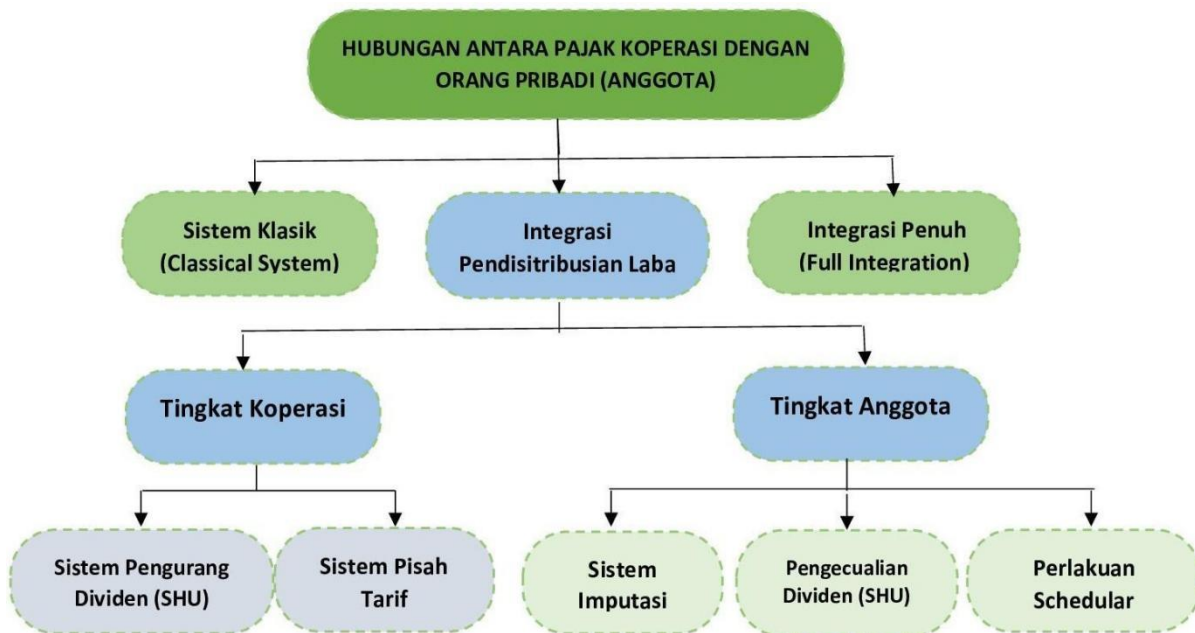 HUBUNGAN ANTARA PAJAK KOPERASI DENGAN
ORANG PRIBADI (ANGGOTA)
Sistem Klasik
(Classical System)
Integrasi
Pendisitribusian Laba
Integrasi Penuh
(Full Integration)
Tingkat Koperasi
Tingkat Anggota
Sistem Pengurang
Dividen (SHU)
Sistem Pisah
Tarif
Sistem
Imputasi
Pengecualian
Dividen (SHU)
Perlakuan
Schedular